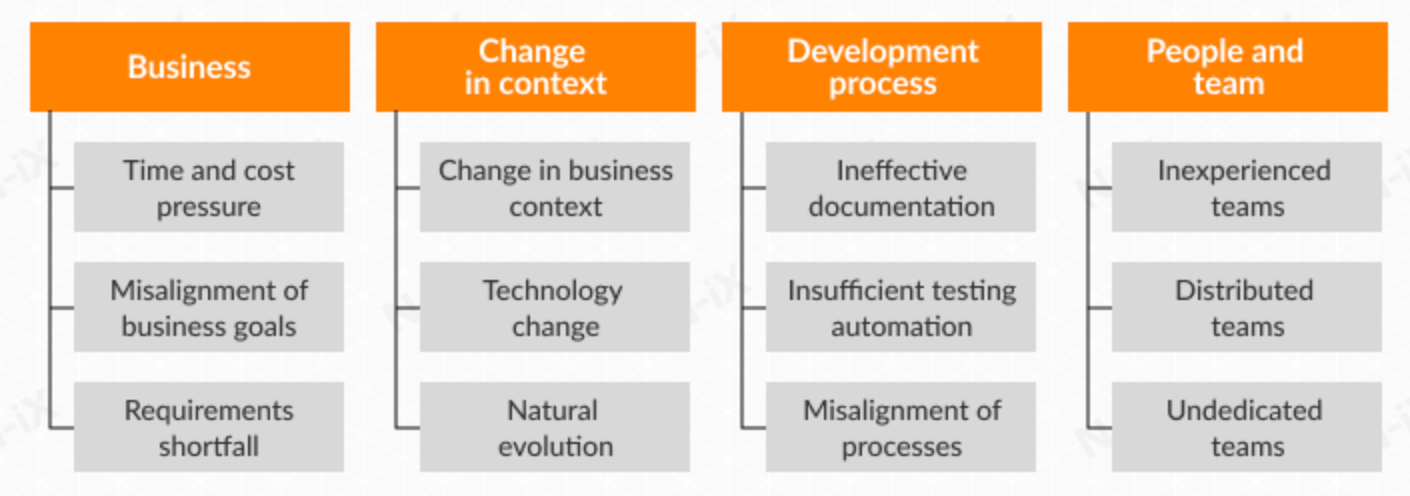 Business
Time and cost
pressure
Misalignment of
business goals
Requirements
shortfall
Change
in context
Change in business
context
Technology
change
Natural
evolution
Development
process
Ineffective
documentation
Insufficient testing
automation
Misalignment of
processes
People and
team
Inexperienced
teams
Distributed
teams
Undedicated
teams
N-iX